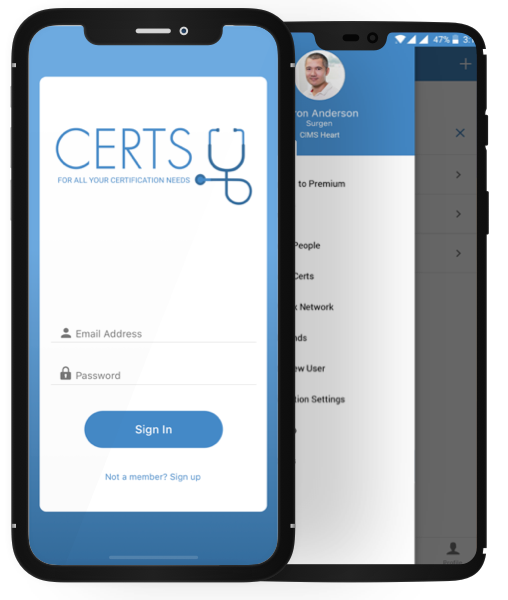 CERTS
FOR ALL YOUR CERTIFICATION NEEDS
Email Address
Password
Sign In
Not a member? Sign up
47% 3:
on Anderson
Surgen
CIMS Heart
to Premium
People
Certs
Network
nds
ew User
tion Settings